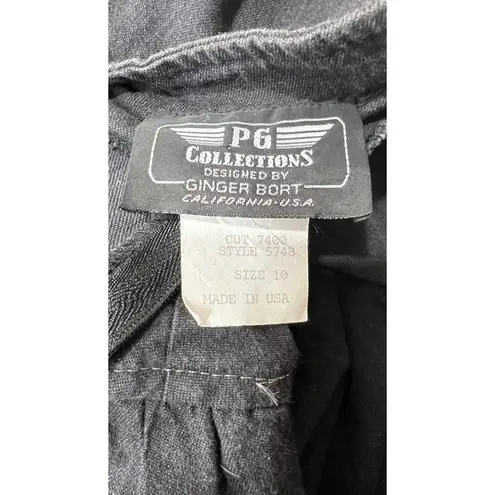 PG
COLLECTIONS
DESIGNED BY
GINGER BORT
CALIFORNIA·U.S.A.
CUT 7400
STYLE 5748
SIZE 10
MADE IN USA